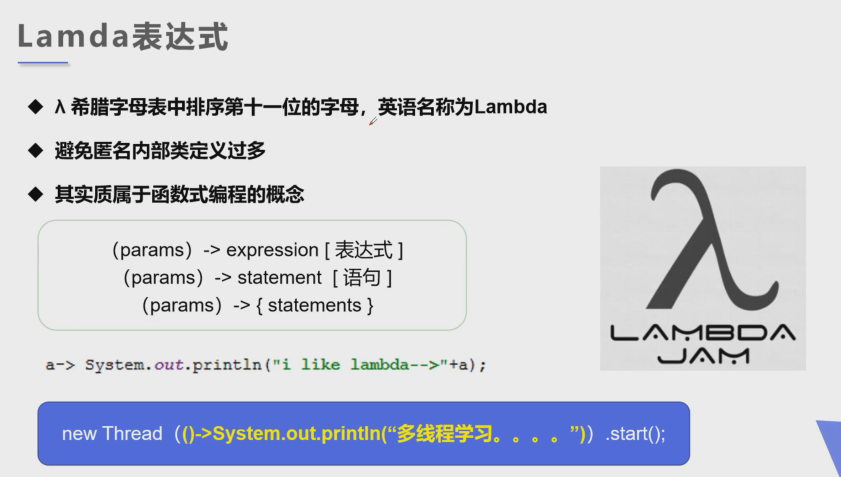 Lamda表达式
λ 希腊字母表中排序第十一位的字母，英语名称为Lambda
避免匿名内部类定义过多
其实质属于函数式编程的概念
（params）-> expression [ 表达式 ]
（params）-> statement [ 语句 ]
（params）-> { statements }
a-> System.out.println("i like lambda-->"+a);
new Thread（()->System.out.println(“多线程学习。。。。”)）.start();
λ
LAMBDA
JAM